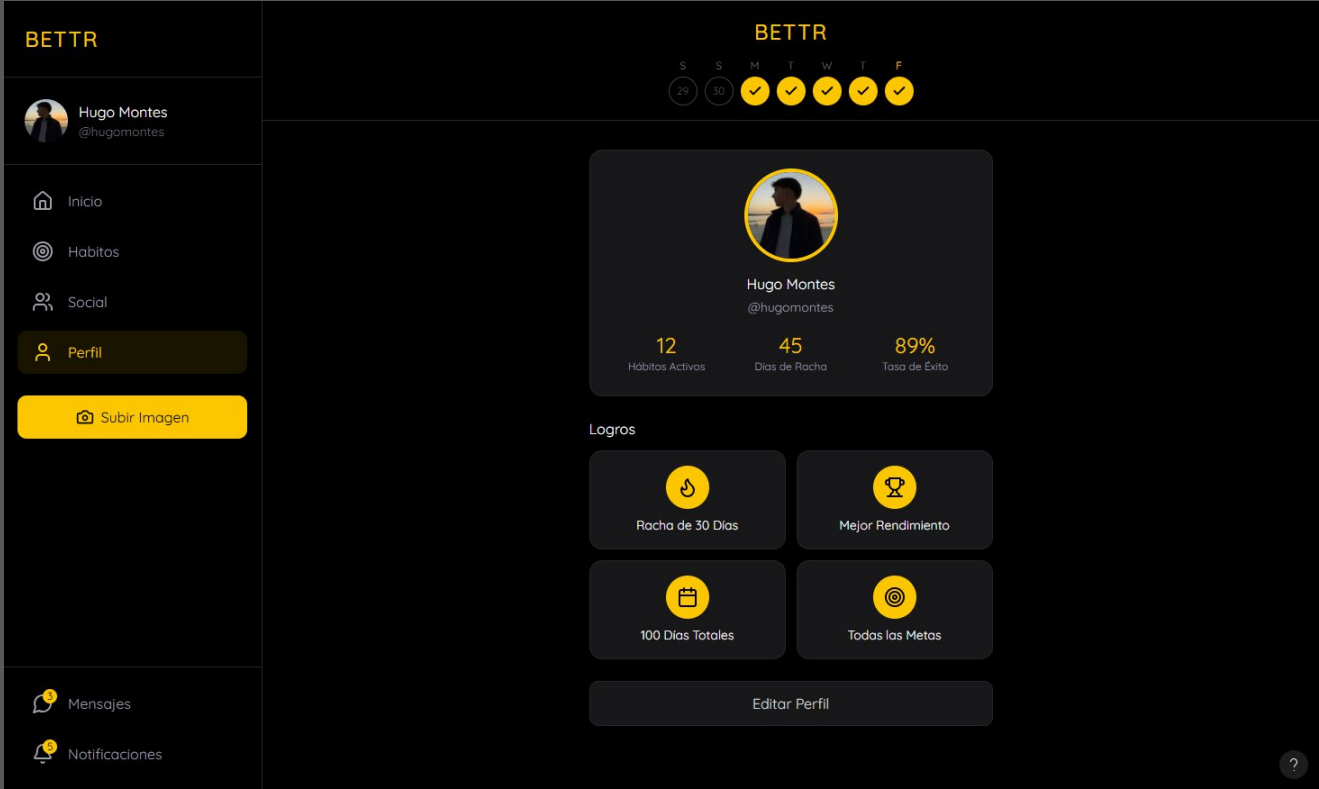 BETTR
Hugo Montes
@hugomontes
Inicio
Habitos
Social
Perfil
Subir Imagen
3
Mensajes
5
Notificaciones
BETTR
S S M T W T F
29 30
Hugo Montes
@hugomontes
12 45 89%
Hábitos Activos Días de Racha Tasa de Éxito
Logros
Racha de 30 Días Mejor Rendimiento
100 Días Totales Todas las Metas
Editar Perfil
?